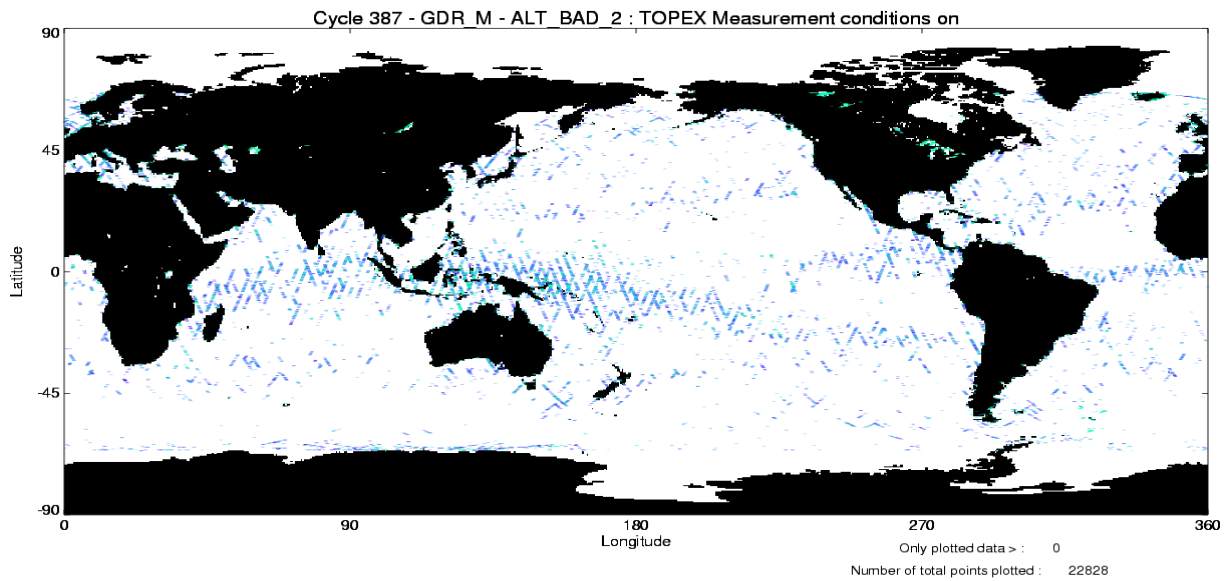 Cycle 387 - GDR_M - ALT_BAD_2 : TOPEX Measurement conditions on
90
45
0
-45
-90
Latitude
0 90 180 270 360
Longitude
Only plotted data > : 0
Number of total points plotted : 22828